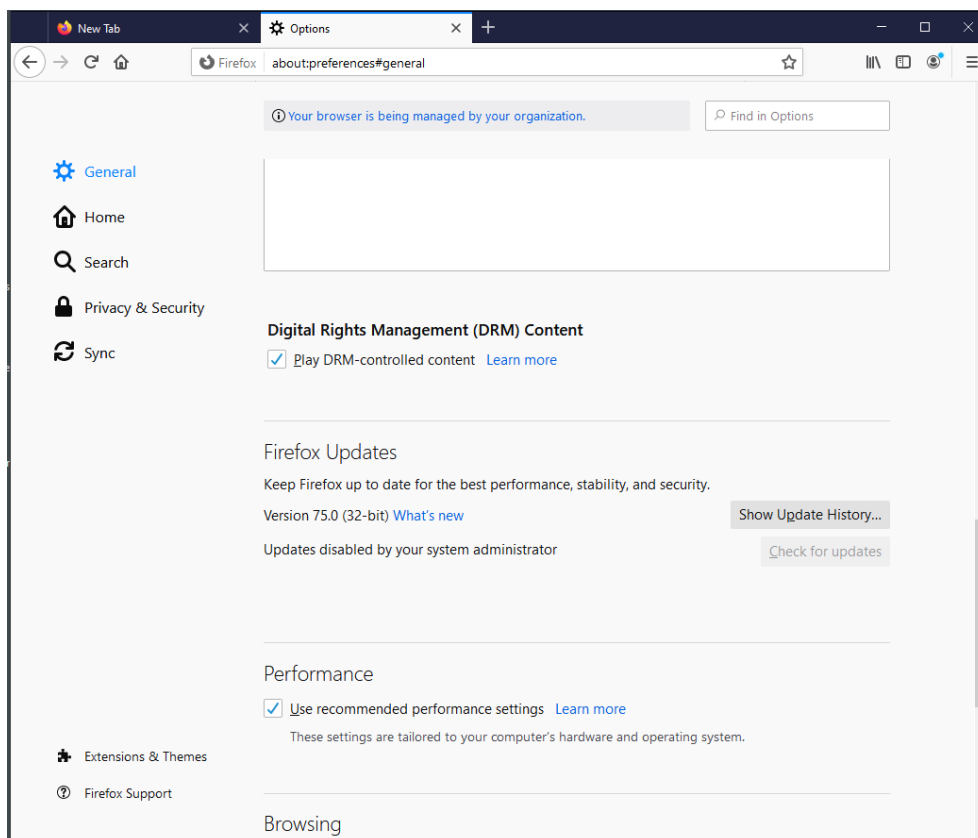 New Tab
Options
Firefox about:preferences#general
Your browser is being managed by your organization.
Find in Options
General
Home
Search
Privacy & Security
Sync
Digital Rights Management (DRM) Content
Play DRM-controlled content Learn more
Firefox Updates
Keep Firefox up to date for the best performance, stability, and security.
Version 75.0 (32-bit) What's new
Show Update History...
Updates disabled by your system administrator
Check for updates
Performance
Use recommended performance settings Learn more
These settings are tailored to your computer's hardware and operating system.
Extensions & Themes
Firefox Support
Browsing